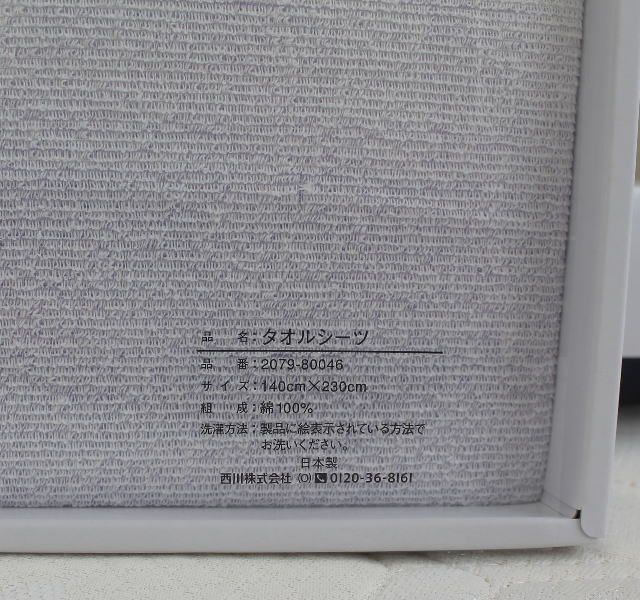 品　名：タオルシーツ
品　番：2079-80046
サイズ：140cm×230cm
組　成：綿100%
洗濯方法：製品に絵表示されている方法で
お洗いください。
日本製
西川株式会社 (O) 0120-36-8161